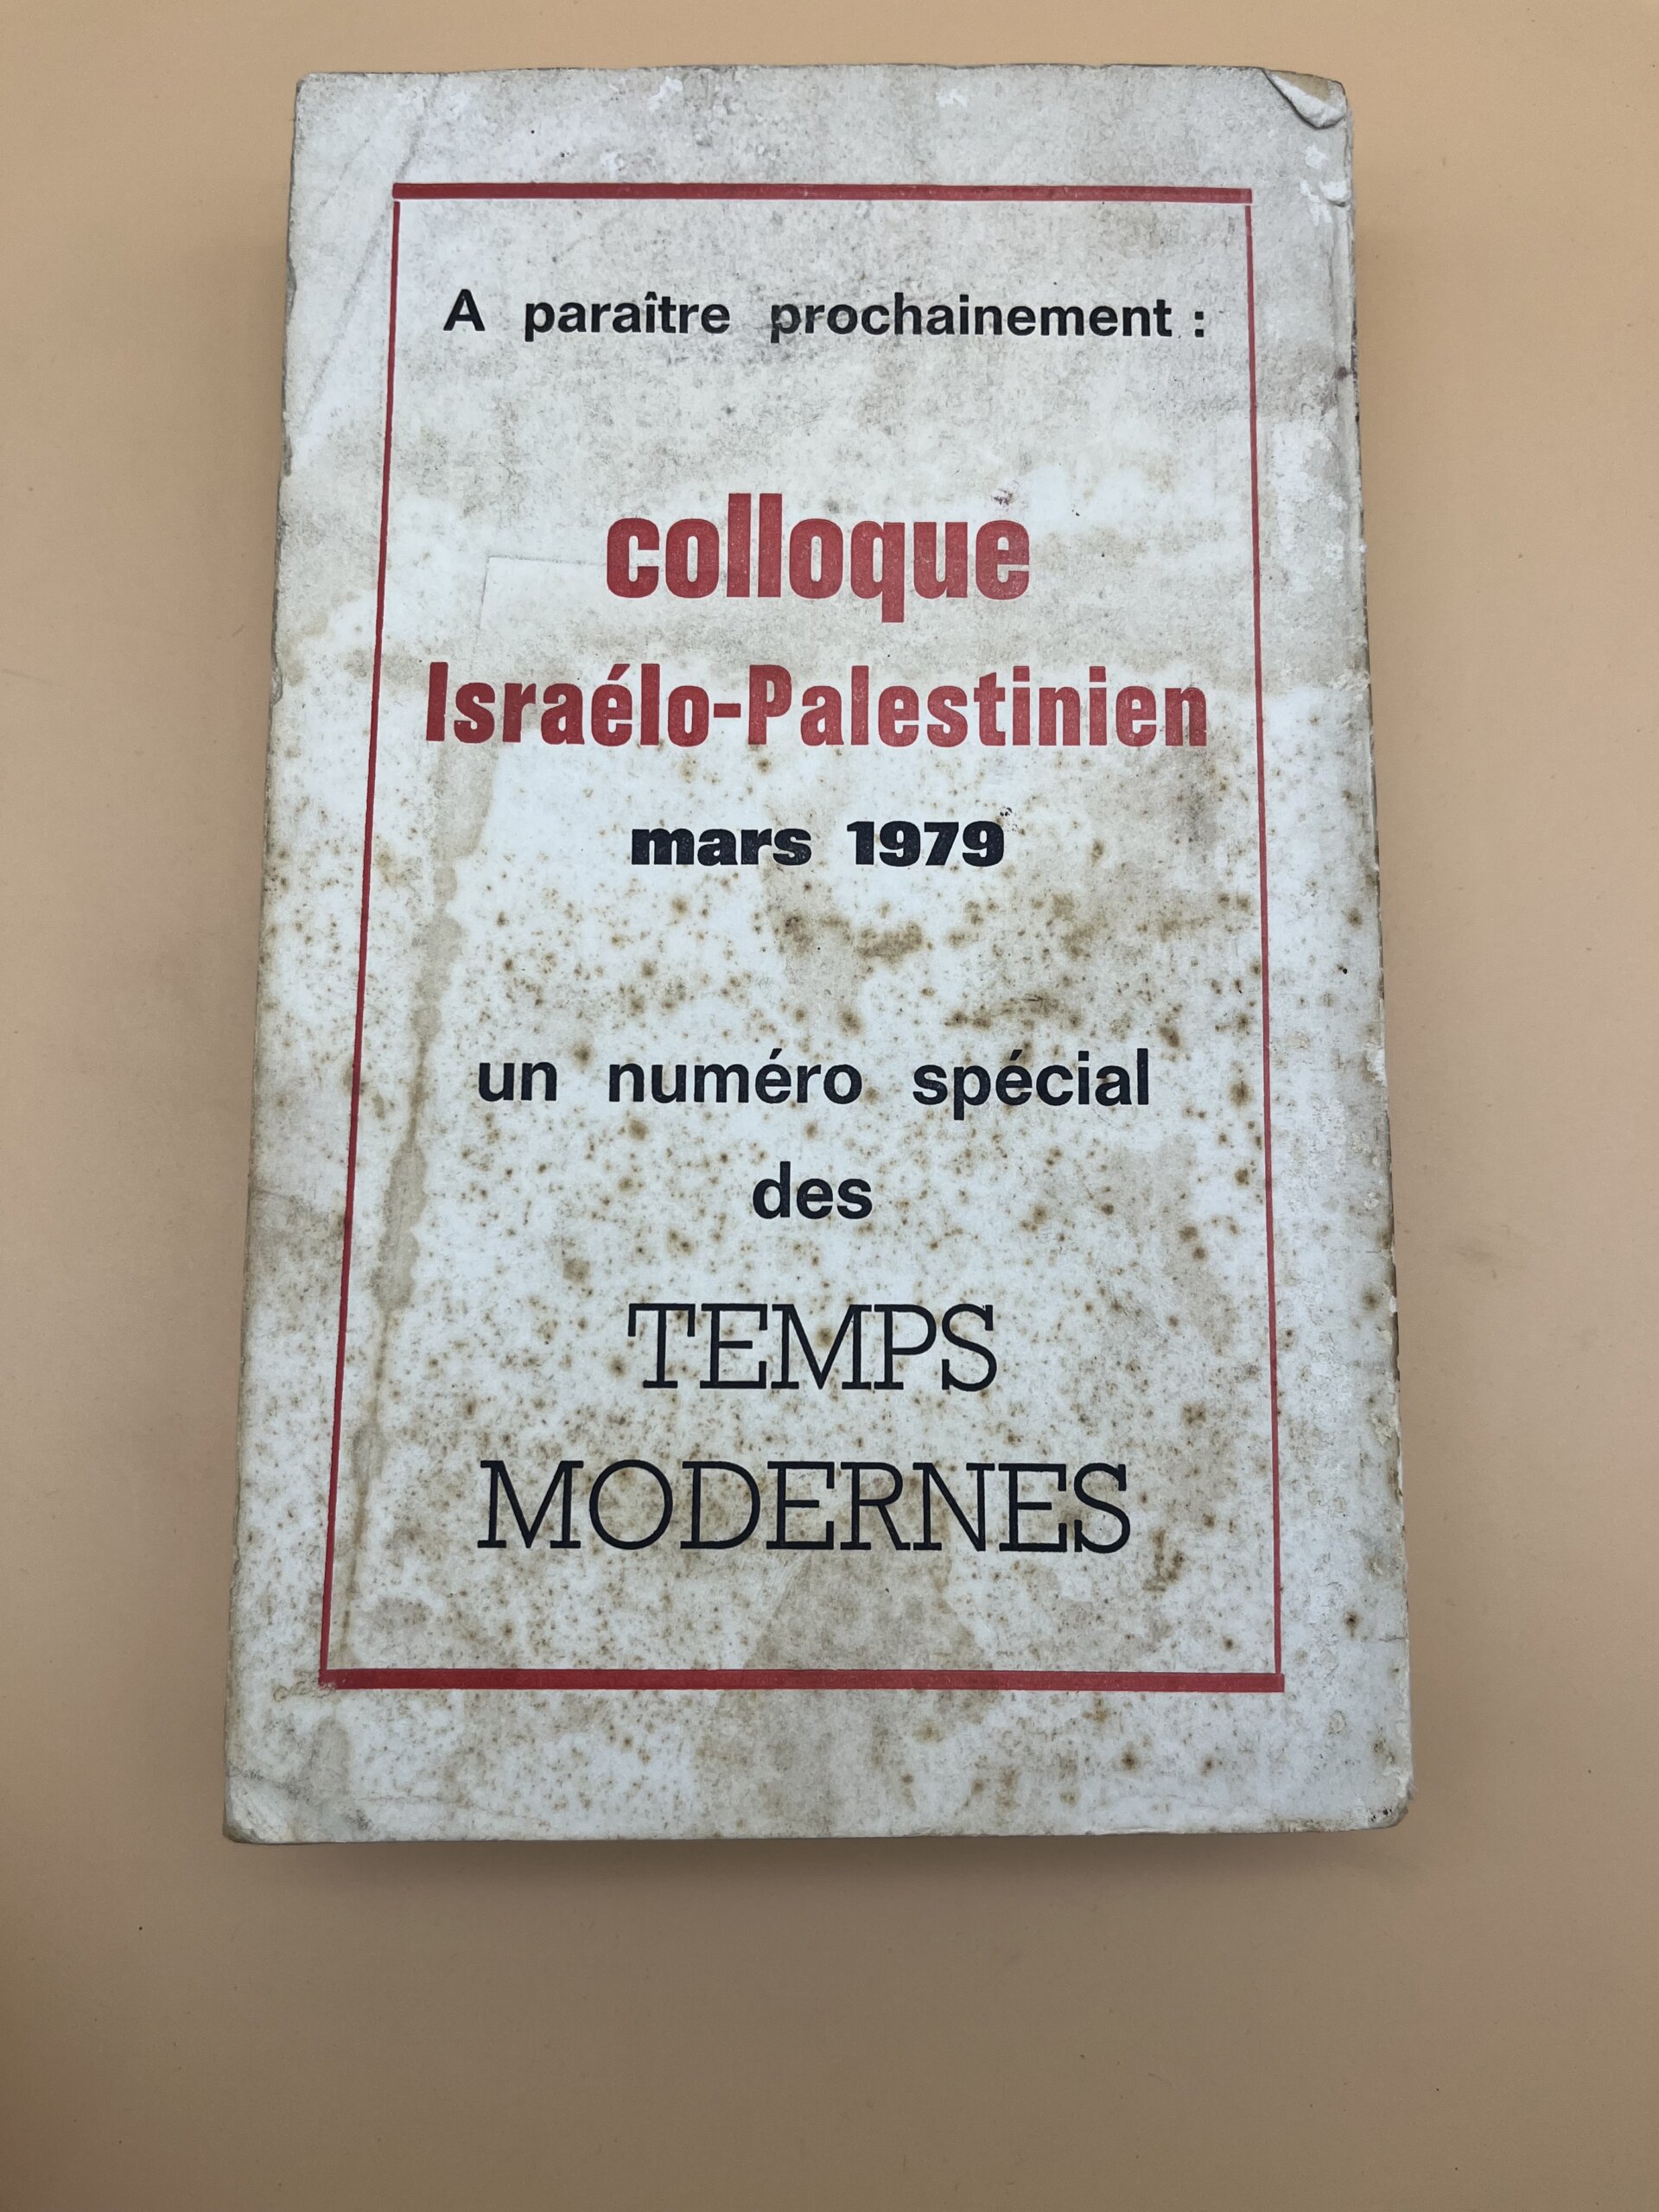 A paraître prochainement :
colloque
Israélo-Palestinien
mars 1979
un numéro spécial
des
TEMPS
MODERNES